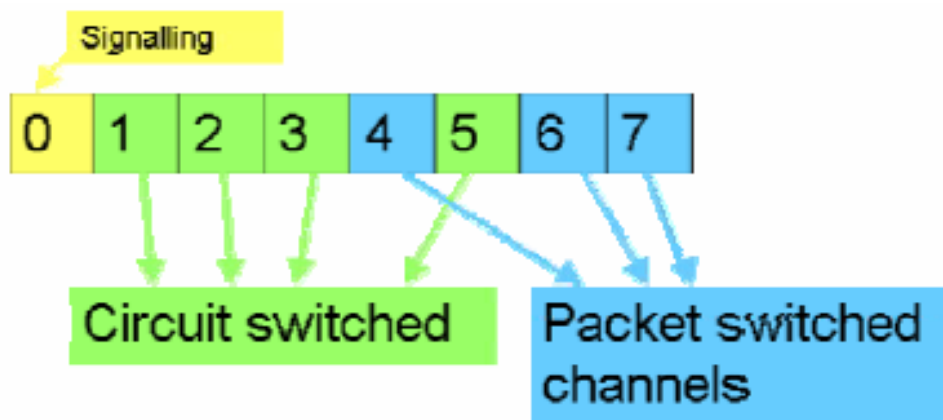 Signalling
0 1 2 3 4 5 6 7
Circuit switched
Packet switched
channels